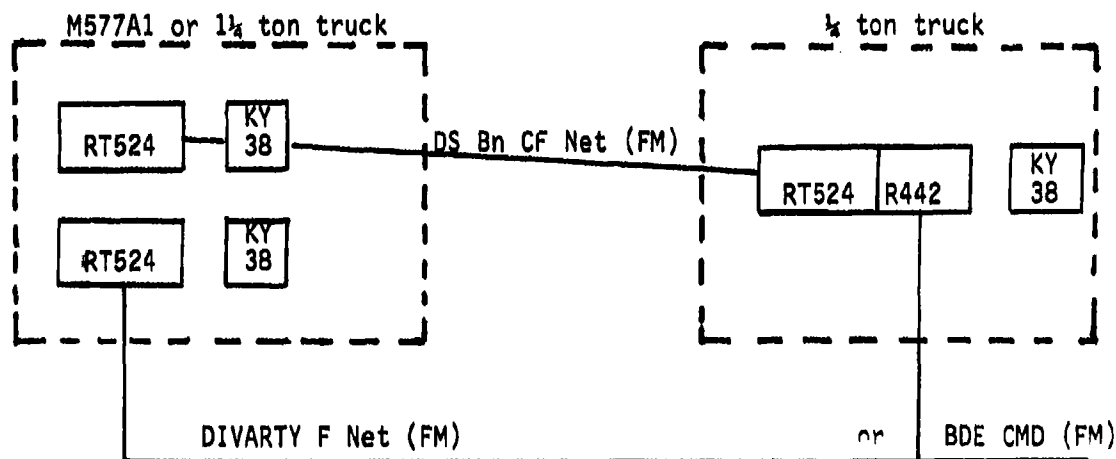 M577A1 or 1¼ ton truck
¼ ton truck
RT524
KY
38
DS Bn CF Net (FM)
RT524
R442
KY
38
RT524
KY
38
DIVARTY F Net (FM)
or
BDE CMD (FM)